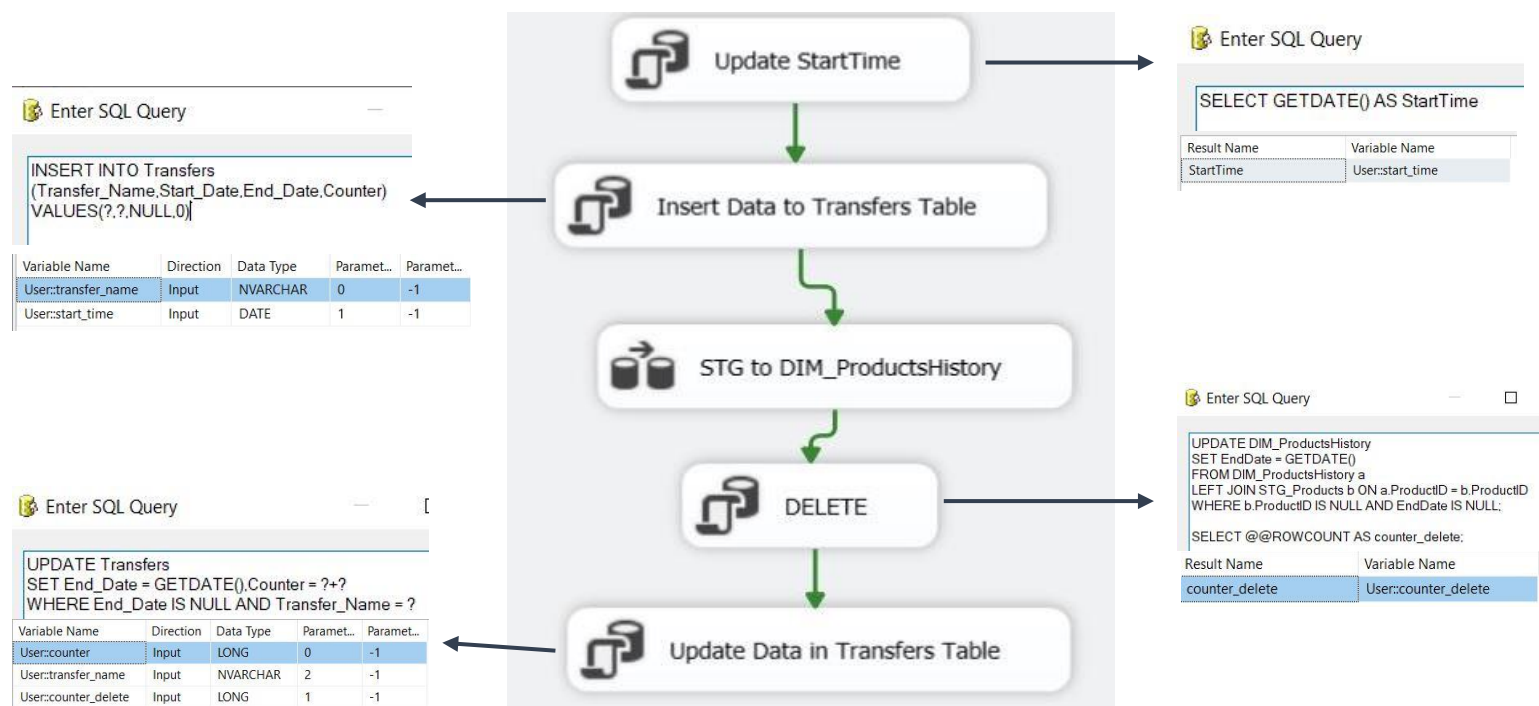 Update StartTime
Enter SQL Query
SELECT GETDATE() AS StartTime
Result Name Variable Name
StartTime User::start_time
Enter SQL Query
INSERT INTO Transfers
(Transfer_Name,Start_Date,End_Date,Counter)
VALUES(?,?,NULL,0)
Insert Data to Transfers Table
Variable Name Direction Data Type Paramet... Paramet...
User::transfer_name Input NVARCHAR 0 -1
User::start_time Input DATE 1 -1
STG to DIM_ProductsHistory
DELETE
Enter SQL Query
UPDATE DIM_ProductsHistory
SET EndDate = GETDATE()
FROM DIM_ProductsHistory a
LEFT JOIN STG_Products b ON a.ProductID = b.ProductID
WHERE b.ProductID IS NULL AND EndDate IS NULL;
SELECT @@ROWCOUNT AS counter_delete;
Result Name Variable Name
counter_delete User::counter_delete
Enter SQL Query
UPDATE Transfers
SET End_Date = GETDATE(),Counter = ?+?
WHERE End_Date IS NULL AND Transfer_Name = ?
Variable Name Direction Data Type Paramet... Paramet...
User::counter Input LONG 0 -1
User::transfer_name Input NVARCHAR 2 -1
User::counter_delete Input LONG 1 -1
Update Data in Transfers Table